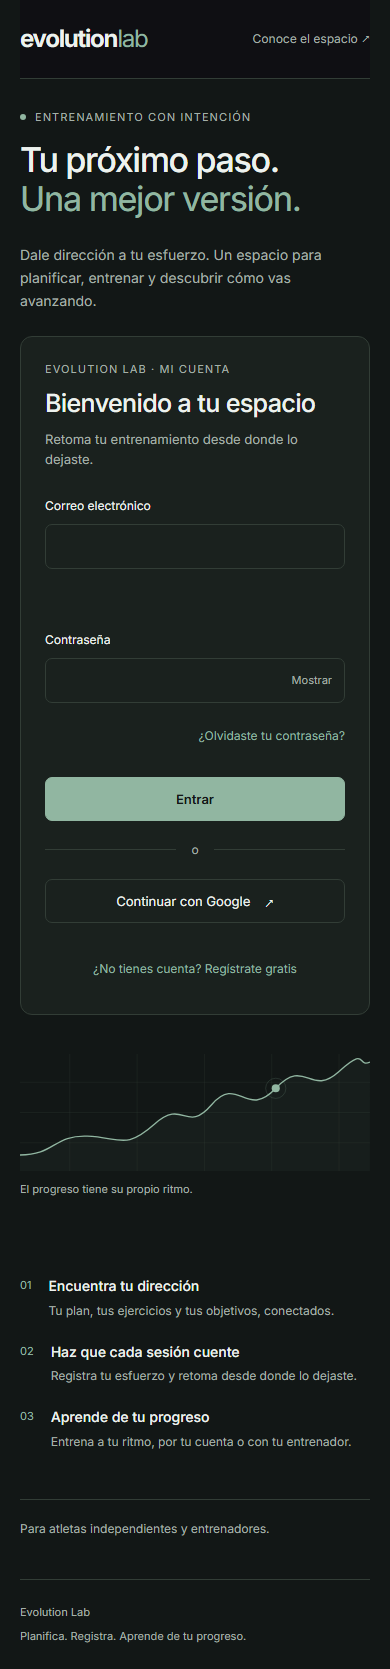 evolutionlab
Conoce el espacio ↗
ENTRENAMIENTO CON INTENCIÓN
Tu próximo paso.
Una mejor versión.
Dale dirección a tu esfuerzo. Un espacio para
planificar, entrenar y descubrir cómo vas
avanzando.
EVOLUTION LAB · MI CUENTA
Bienvenido a tu espacio
Retoma tu entrenamiento desde donde lo
dejaste.
Correo electrónico
Contraseña
Mostrar
¿Olvidaste tu contraseña?
Entrar
o
Continuar con Google ↗
¿No tienes cuenta? Regístrate gratis
El progreso tiene su propio ritmo.
01 Encuentra tu dirección
Tu plan, tus ejercicios y tus objetivos, conectados.
02 Haz que cada sesión cuente
Registra tu esfuerzo y retoma desde donde lo dejaste.
03 Aprende de tu progreso
Entrena a tu ritmo, por tu cuenta o con tu entrenador.
Para atletas independientes y entrenadores.
Evolution Lab
Planifica. Registra. Aprende de tu progreso.